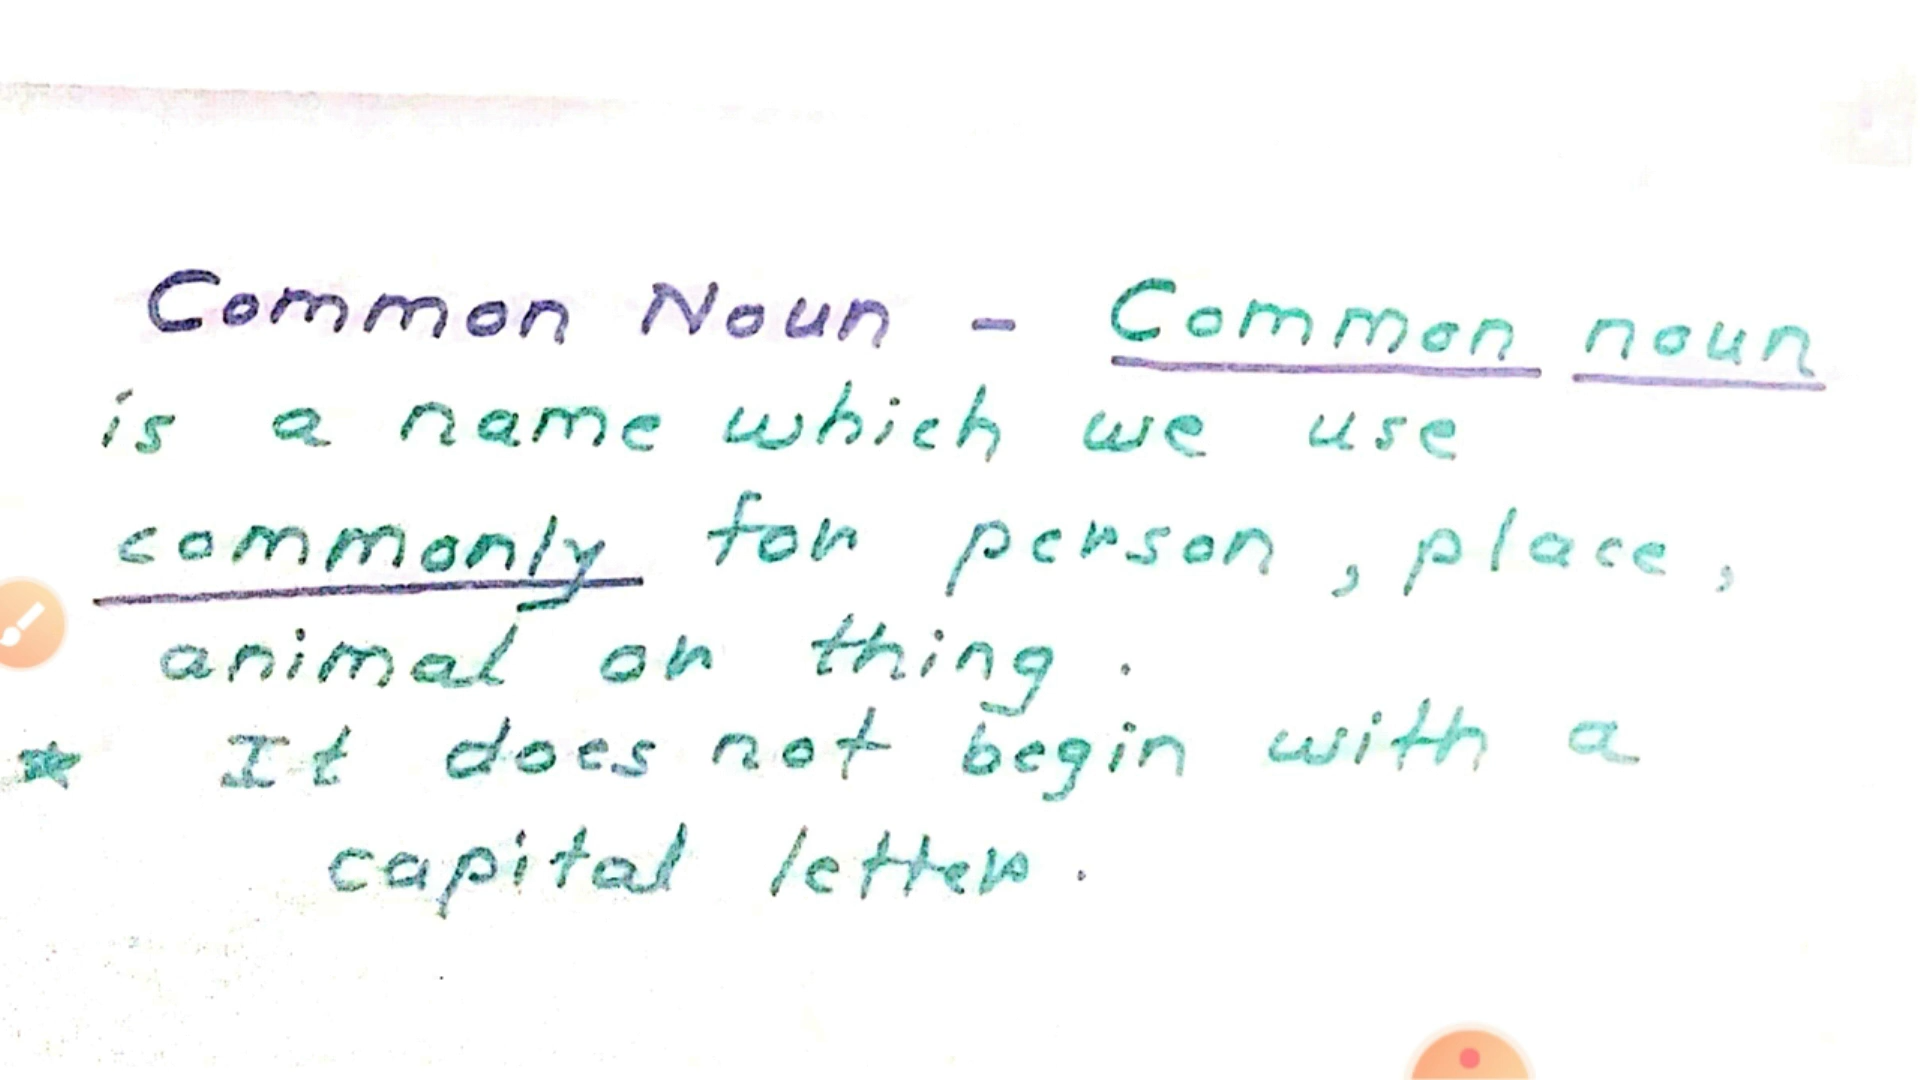 Common Noun - Common noun
is a name which we use
commonly for person, place,
animal or thing.
* It does not begin with a
capital letter.